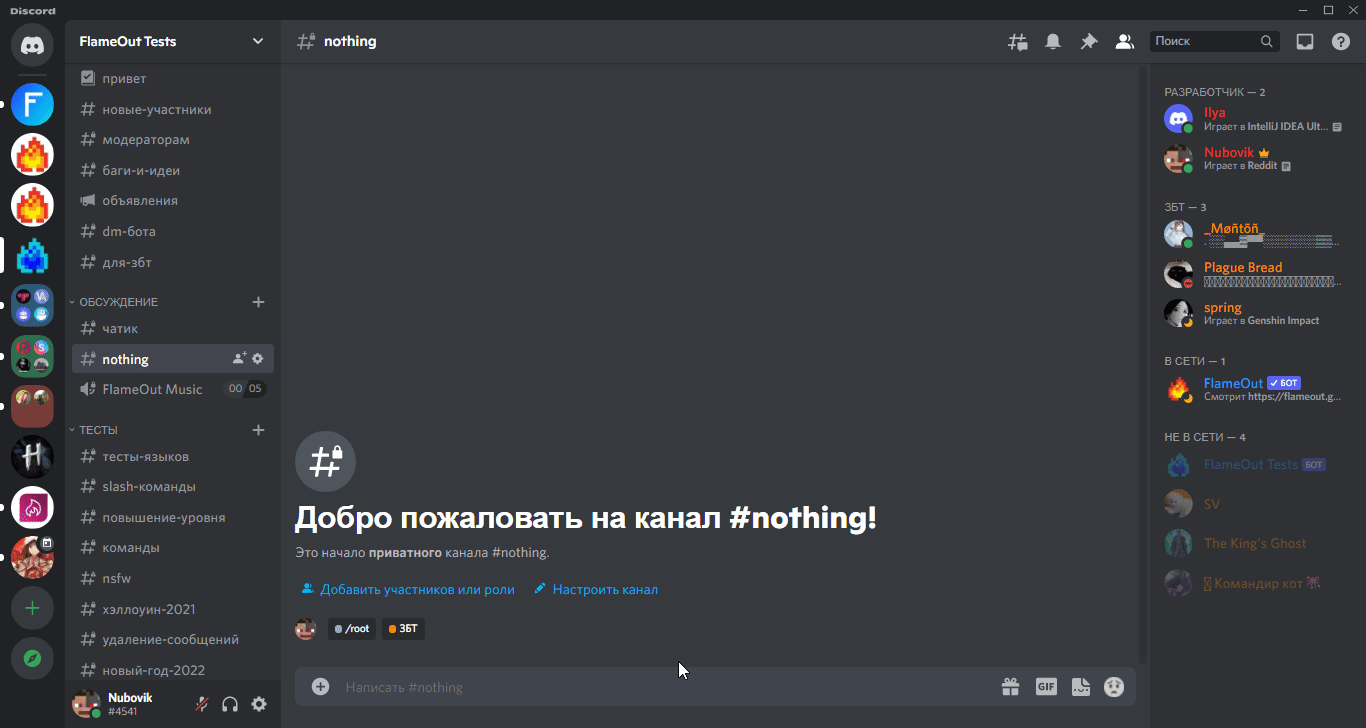 Discord
FlameOut Tests
nothing
Поиск
привет
новые-участники
модераторам
баги-и-идеи
объявления
dm-бота
для-збт
ОБСУЖДЕНИЕ
чатик
nothing
FlameOut Music
00 05
ТЕСТЫ
тесты-языков
slash-команды
повышение-уровня
команды
nsfw
хэллоуин-2021
удаление-сообщений
новый-год-2022
Nubovik
#4541
Добро пожаловать на канал #nothing!
Это начало приватного канала #nothing.
Добавить участников или роли
Настроить канал
/root
ЗБТ
Написать #nothing
GIF
РАЗРАБОТЧИК — 2
Ilya
Играет в IntelliJ IDEA Ult...
Nubovik
Играет в Reddit
ЗБТ — 3
_Møñtõñ_
Plague Bread
spring
Играет в Genshin Impact
В СЕТИ — 1
FlameOut
БОТ
Смотрит https://flameout.g...
НЕ В СЕТИ — 4
FlameOut Tests
БОТ
SV
The King's Ghost
Командир кот